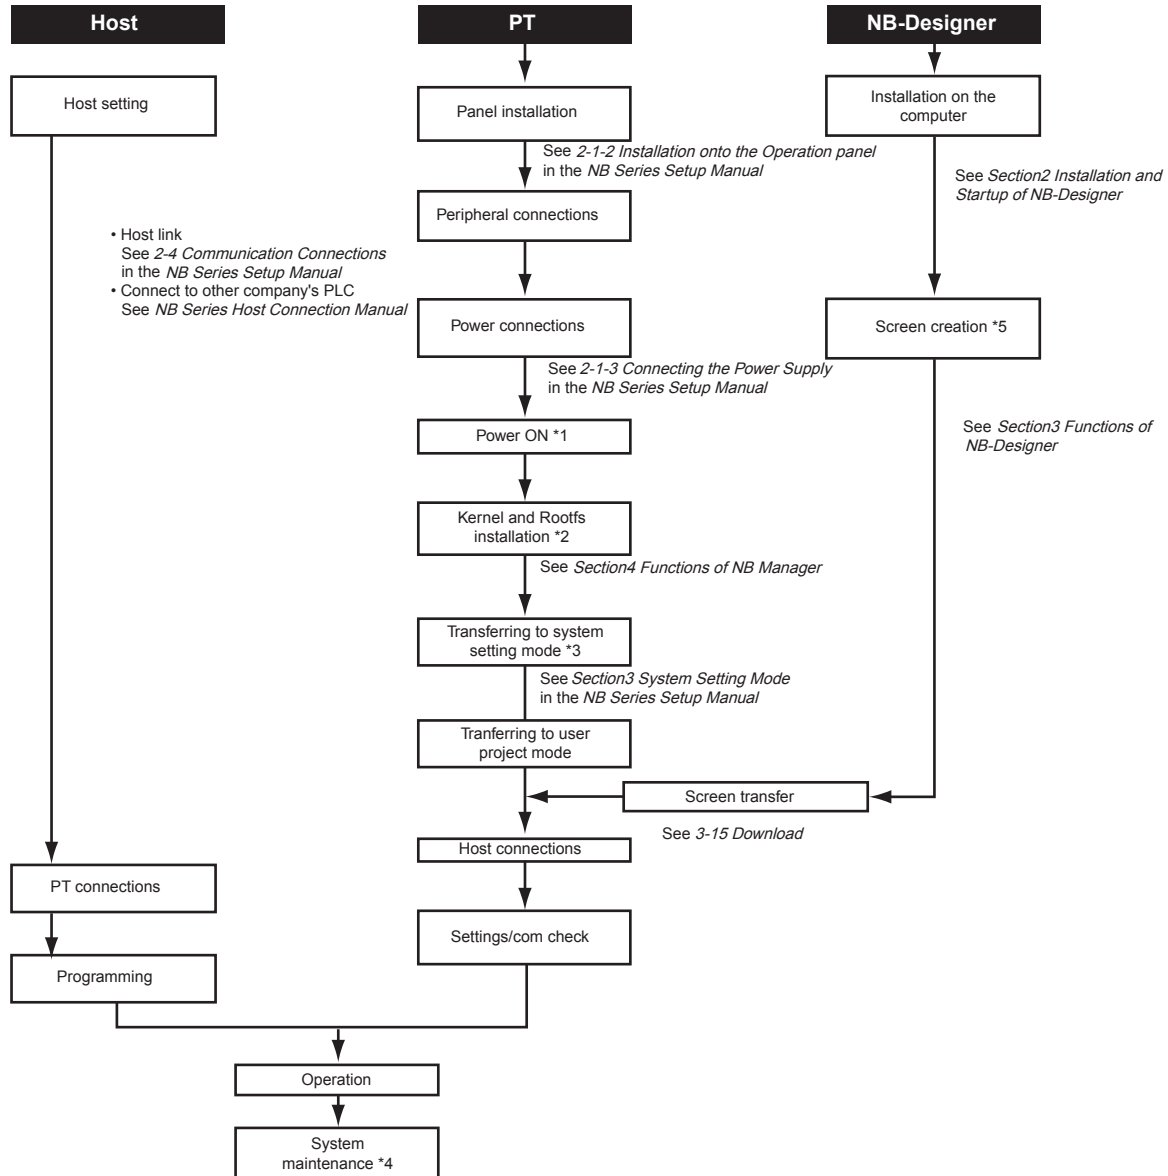 Host
PT
NB-Designer
Host setting
Panel installation
Installation on the
computer
See 2-1-2 Installation onto the Operation panel
in the NB Series Setup Manual
See Section2 Installation and
Startup of NB-Designer
Peripheral connections
• Host link
See 2-4 Communication Connections
in the NB Series Setup Manual
• Connect to other company's PLC
See NB Series Host Connection Manual
Power connections
Screen creation *5
See 2-1-3 Connecting the Power Supply
in the NB Series Setup Manual
Power ON *1
See Section3 Functions of
NB-Designer
Kernel and Rootfs
installation *2
See Section4 Functions of NB Manager
Transferring to system
setting mode *3
See Section3 System Setting Mode
in the NB Series Setup Manual
Tranferring to user
project mode
Screen transfer
See 3-15 Download
Host connections
PT connections
Settings/com check
Programming
Operation
System
maintenance *4